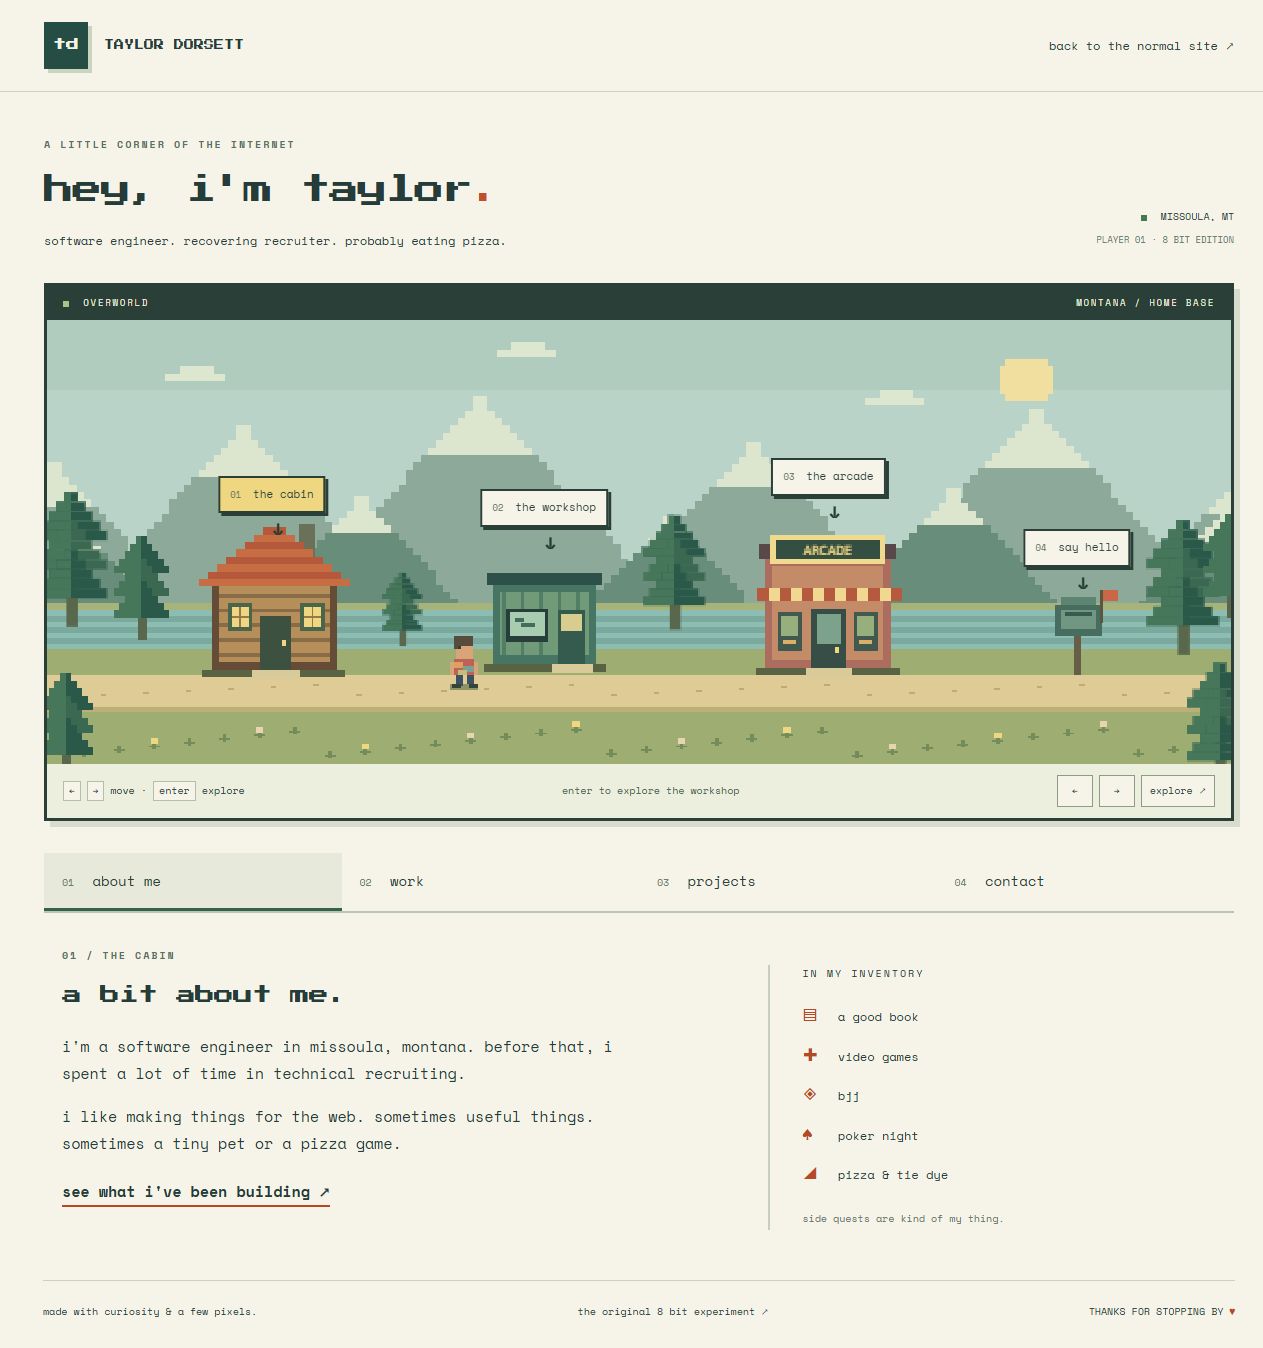 td
TAYLOR DORSETT
back to the normal site ↗
A LITTLE CORNER OF THE INTERNET
hey, i'm taylor.
software engineer. recovering recruiter. probably eating pizza.
MISSOULA, MT
PLAYER 01 · 8 BIT EDITION
OVERWORLD
MONTANA / HOME BASE
01 the cabin
02 the workshop
03 the arcade
ARCADE
04 say hello
← → move · enter explore
enter to explore the workshop
← → explore ↗
01 about me
02 work
03 projects
04 contact
01 / THE CABIN
a bit about me.
i'm a software engineer in missoula, montana. before that, i
spent a lot of time in technical recruiting.
i like making things for the web. sometimes useful things.
sometimes a tiny pet or a pizza game.
see what i've been building ↗
IN MY INVENTORY
a good book
video games
bjj
poker night
pizza & tie dye
side quests are kind of my thing.
made with curiosity & a few pixels.
the original 8 bit experiment ↗
THANKS FOR STOPPING BY ♥